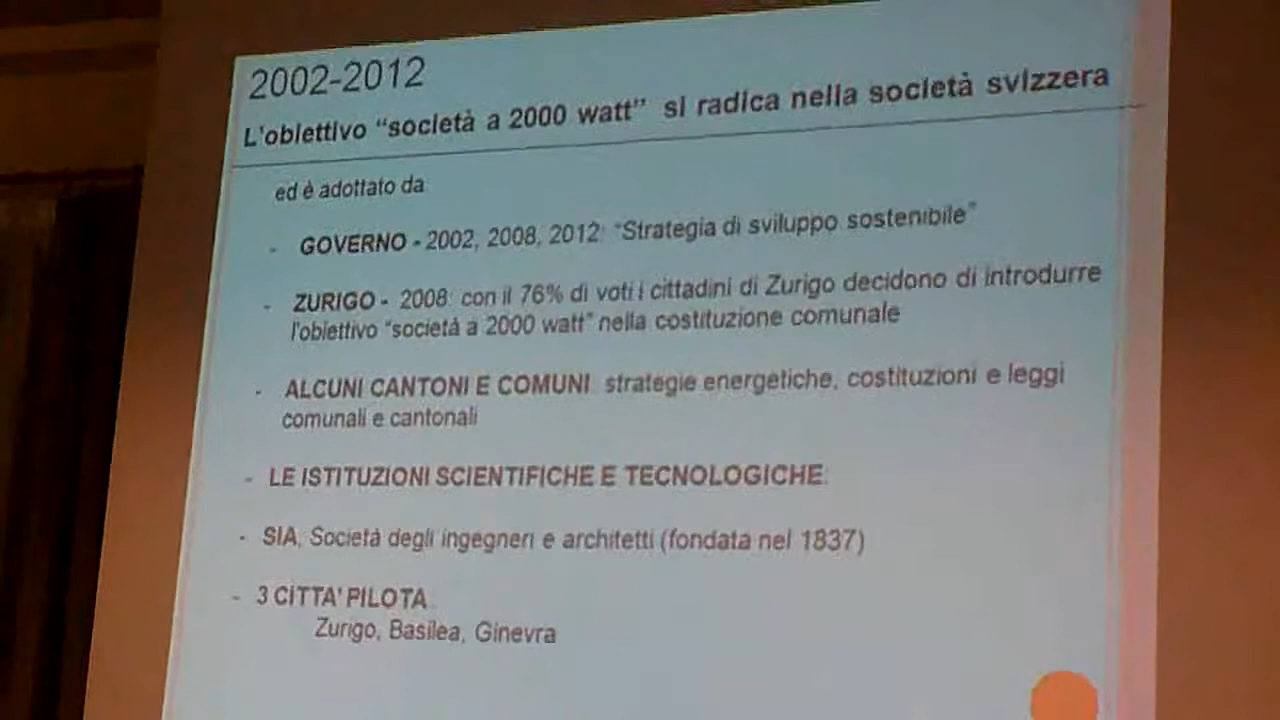 2002-2012
L'obiettivo "società a 2000 watt" si radica nella società svizzera
ed è adottato da
- GOVERNO - 2002, 2008, 2012: "Strategia di sviluppo sostenibile"
- ZURIGO - 2008: con il 76% di voti i cittadini di Zurigo decidono di introdurre
l'obiettivo "società a 2000 watt" nella costituzione comunale
- ALCUNI CANTONI E COMUNI: strategie energetiche, costituzioni e leggi
comunali e cantonali
- LE ISTITUZIONI SCIENTIFICHE E TECNOLOGICHE:
- SIA, Società degli ingegneri e architetti (fondata nel 1837)
- 3 CITTA' PILOTA:
Zurigo, Basilea, Ginevra